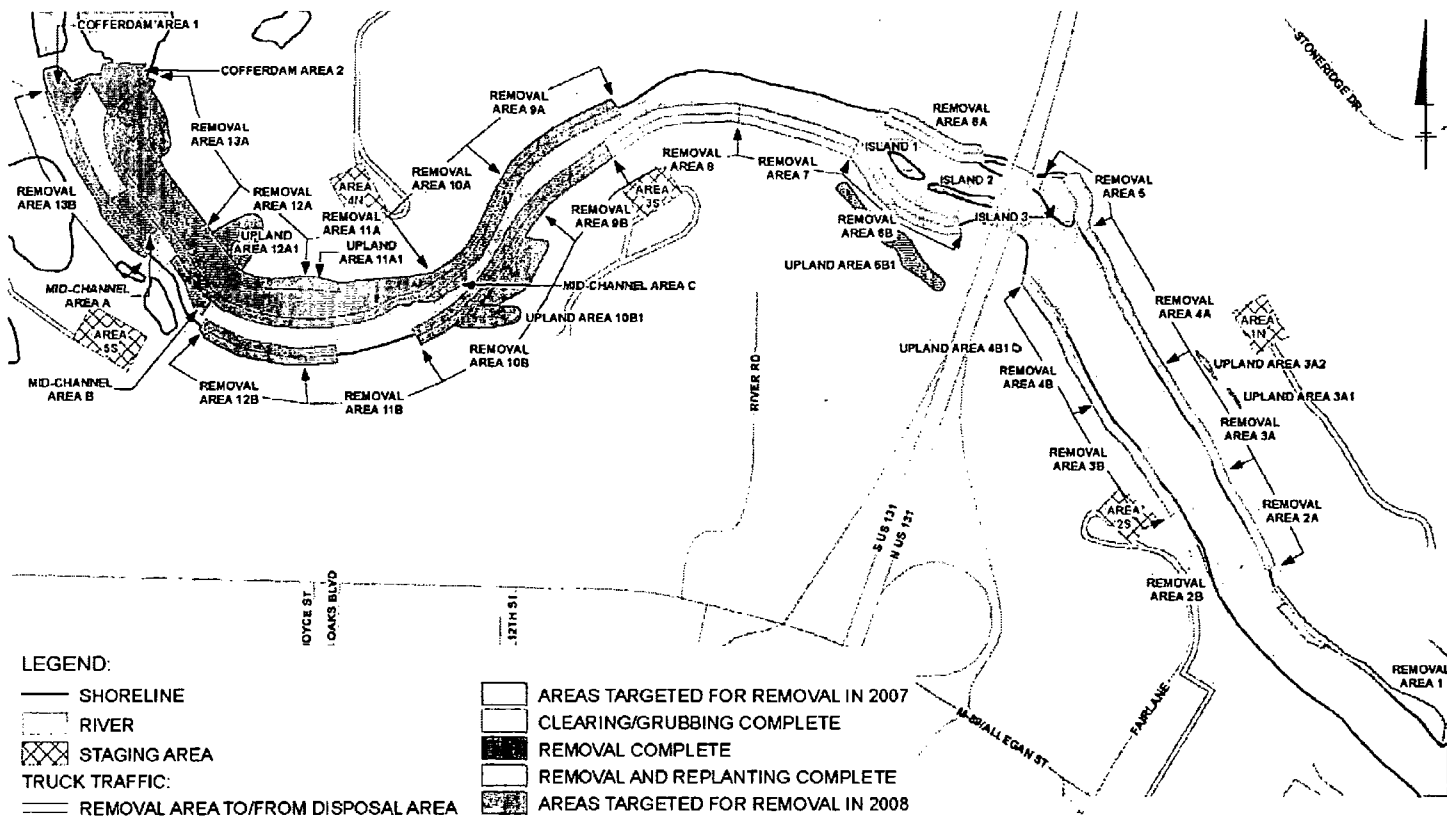 COFFERDAM AREA 1
COFFERDAM AREA 2
REMOVAL
AREA 13A
REMOVAL
AREA 13B
REMOVAL
AREA 12A
UPLAND
AREA 12A1
REMOVAL
AREA 11A
UPLAND
AREA 11A1
AREA
4N
REMOVAL
AREA 10A
REMOVAL
AREA 9A
REMOVAL
AREA 9B
AREA
3S
REMOVAL
AREA 8
REMOVAL
AREA 7
REMOVAL
AREA 6A
ISLAND 1
ISLAND 2
ISLAND 3
REMOVAL
AREA 6B
UPLAND AREA 6B1
REMOVAL
AREA 5
STONERIDGE DR
MID-CHANNEL
AREA A
AREA
5S
MID-CHANNEL
AREA B
MID-CHANNEL AREA C
UPLAND AREA 10B1
REMOVAL
AREA 10B
REMOVAL
AREA 11B
REMOVAL
AREA 12B
RIVER RD
REMOVAL
AREA 4A
AREA
1N
UPLAND AREA 4B1
REMOVAL
AREA 4B
UPLAND AREA 3A2
UPLAND AREA 3A1
REMOVAL
AREA 3A
REMOVAL
AREA 3B
AREA
2S
REMOVAL
AREA 2A
REMOVAL
AREA 2B
REMOVAL
AREA 1
S US 131
N US 131
JOYCE ST
OAKS BLVD
12TH ST
M-89/ALLEGAN ST
FAIRLANE
LEGEND:
SHORELINE
RIVER
STAGING AREA
TRUCK TRAFFIC:
REMOVAL AREA TO/FROM DISPOSAL AREA
AREAS TARGETED FOR REMOVAL IN 2007
CLEARING/GRUBBING COMPLETE
REMOVAL COMPLETE
REMOVAL AND REPLANTING COMPLETE
AREAS TARGETED FOR REMOVAL IN 2008